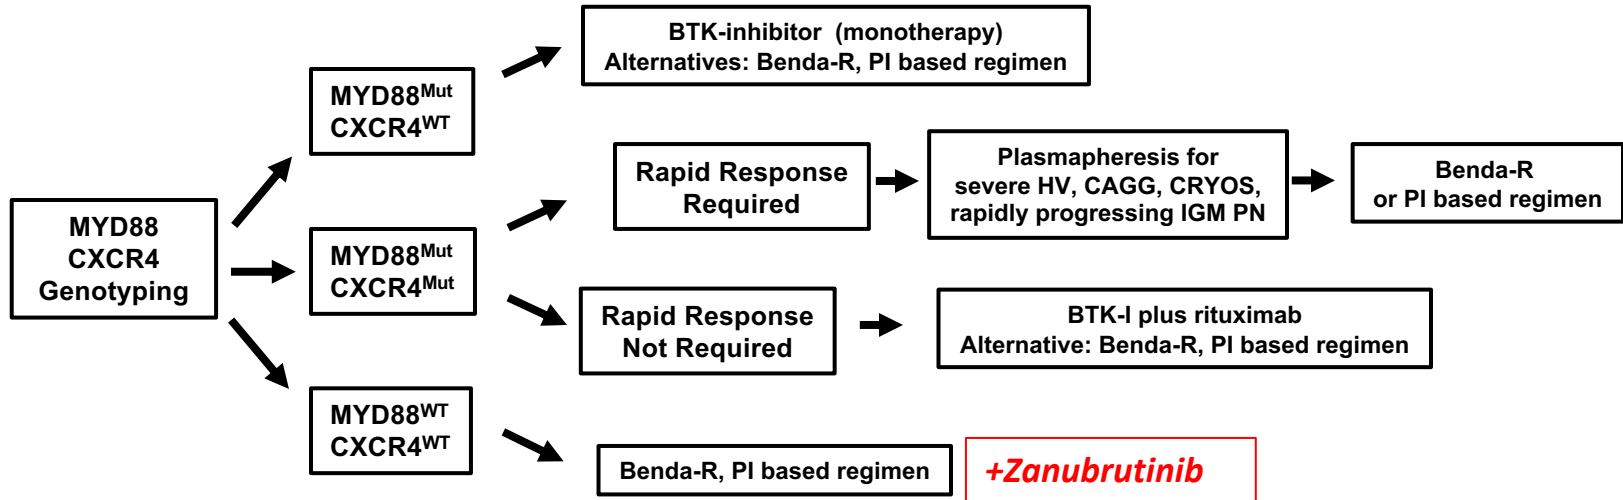 MYD88
CXCR4
Genotyping
MYD88Mut
CXCR4WT
BTK-inhibitor (monotherapy)
Alternatives: Benda-R, PI based regimen
MYD88Mut
CXCR4Mut
Rapid Response
Required
Plasmapheresis for
severe HV, CAGG, CRYOS,
rapidly progressing IGM PN
Benda-R
or PI based regimen
Rapid Response
Not Required
BTK-I plus rituximab
Alternative: Benda-R, PI based regimen
MYD88WT
CXCR4WT
Benda-R, PI based regimen
+Zanubrutinib